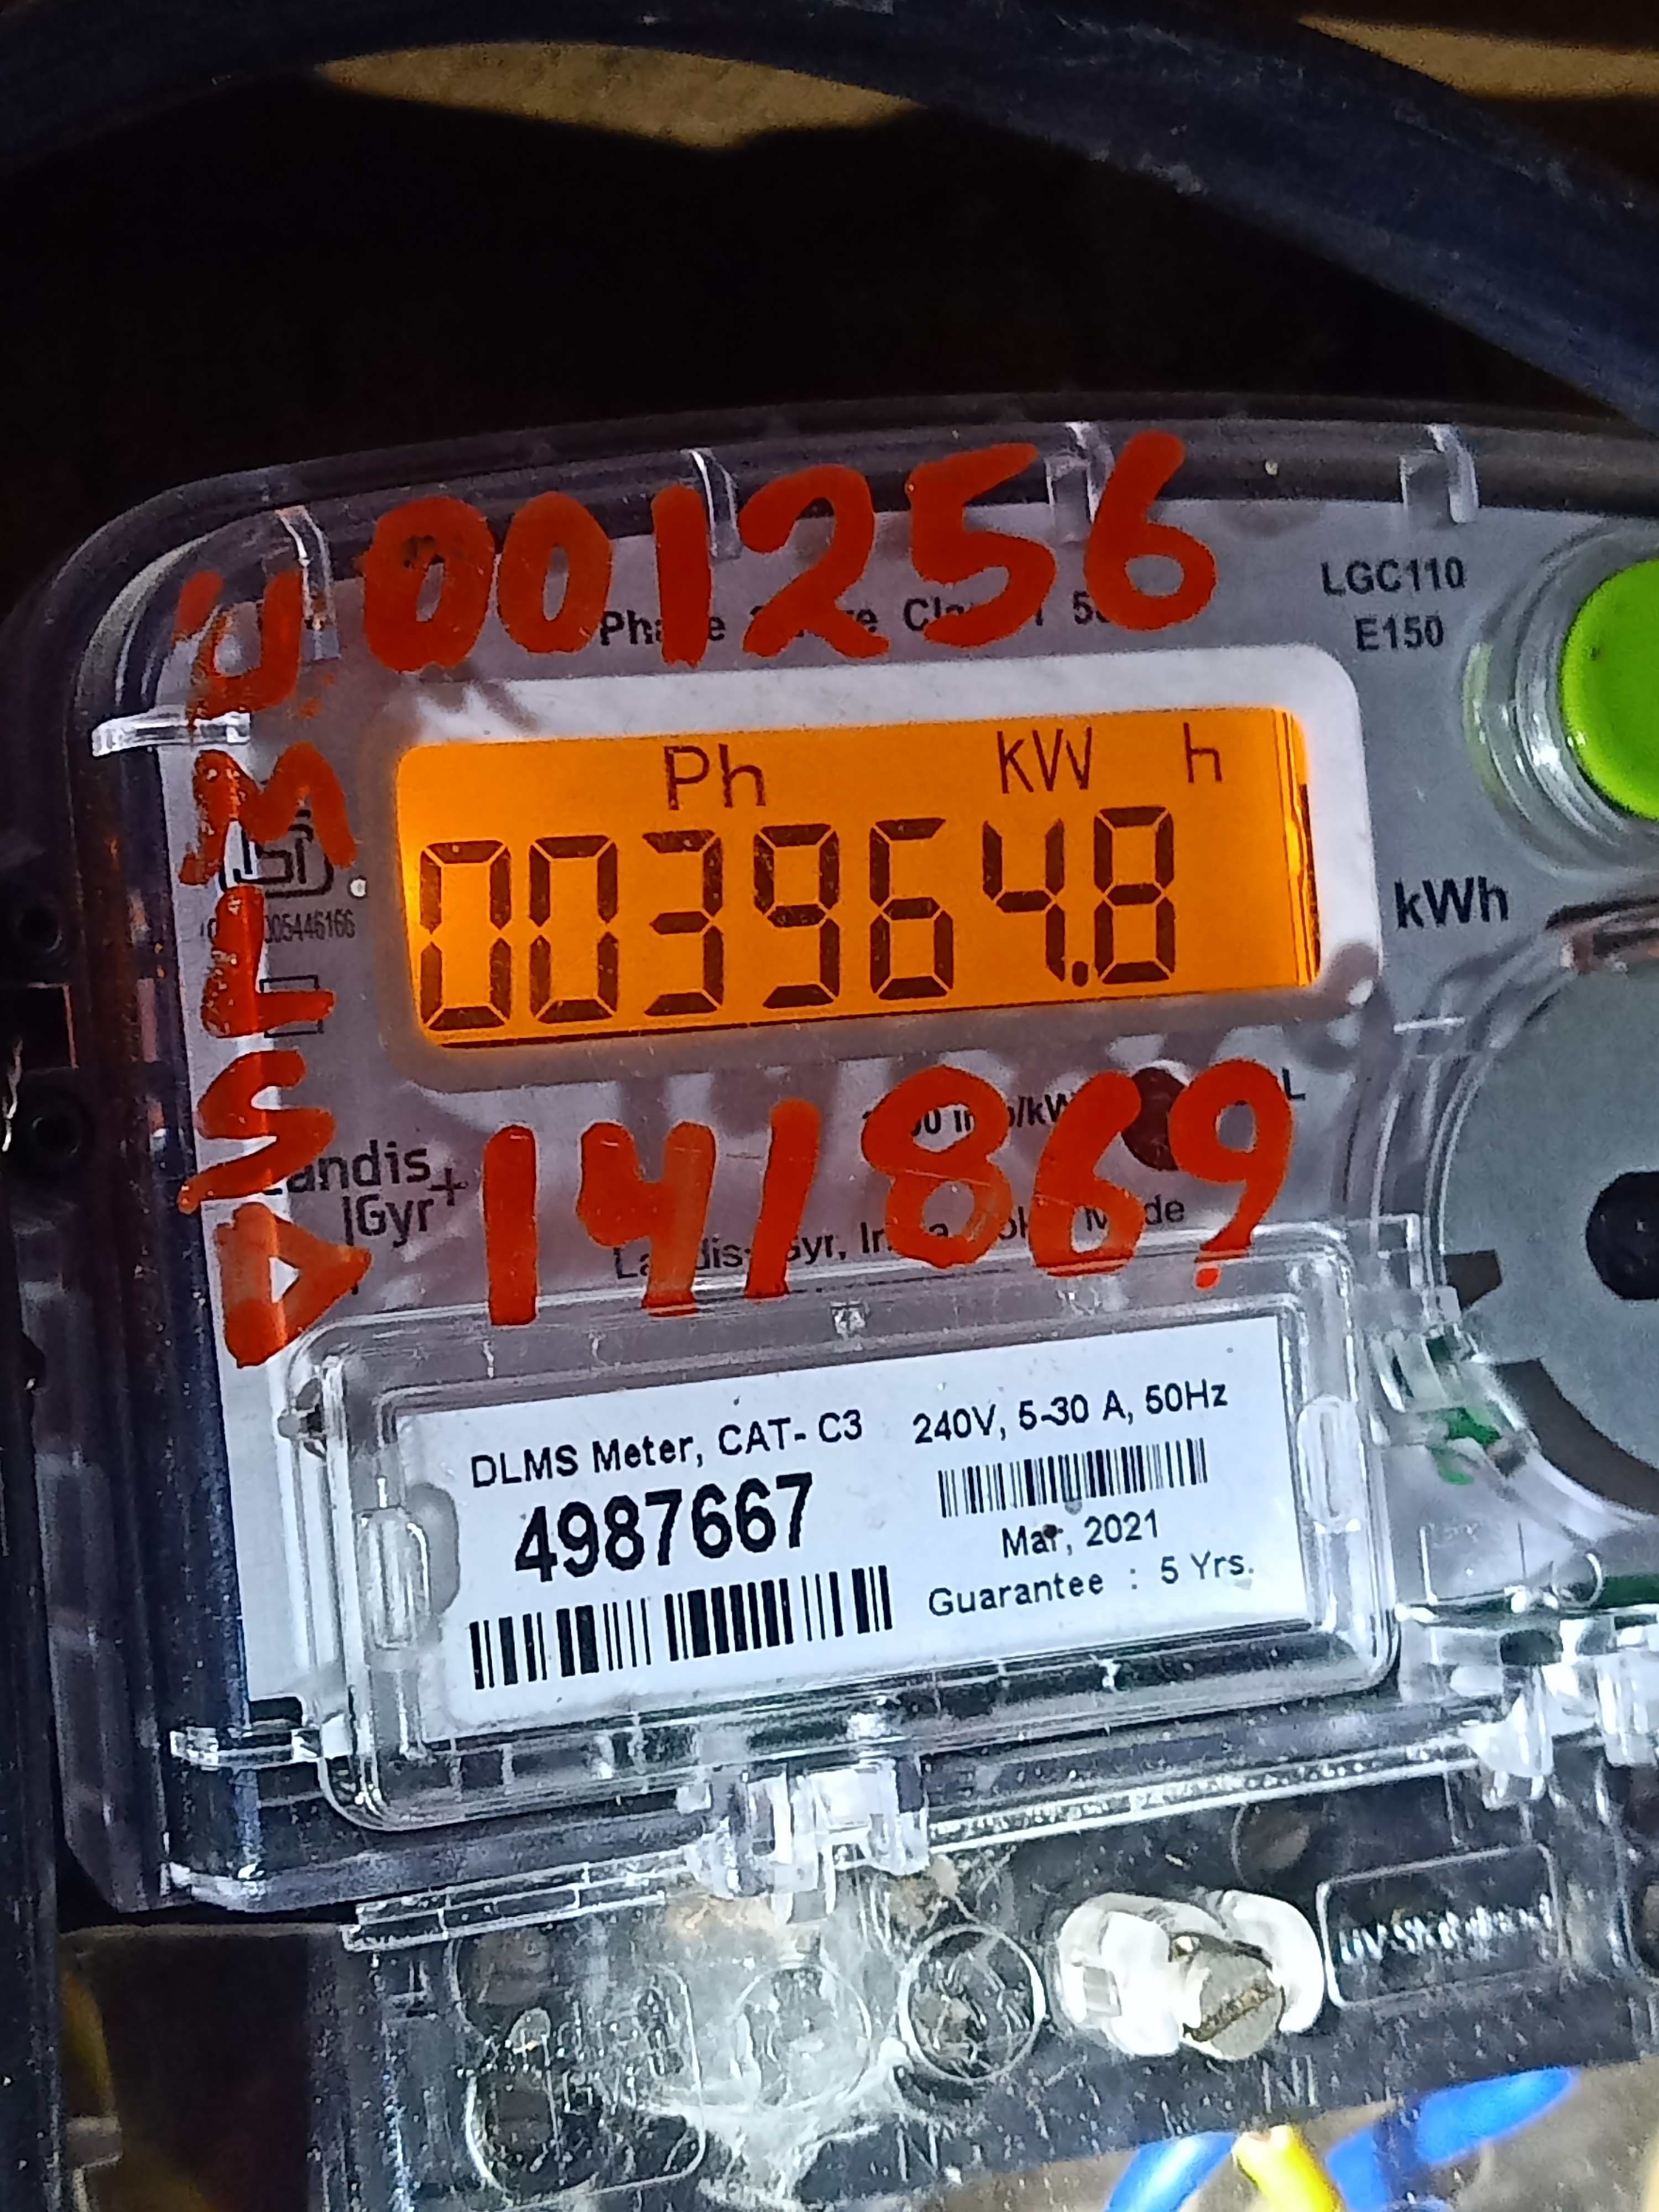 001256
LGC110
E150
Ph kW h
003964.8
kWh
Landis
Gyr+
141869
DLMS Meter, CAT- C3
240V, 5-30 A, 50Hz
4987667
Mar, 2021
Guarantee : 5 Yrs.